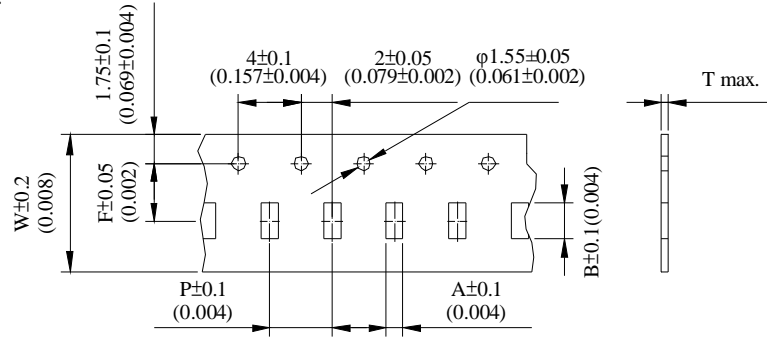 1.75±0.1
(0.069±0.004)
4±0.1
(0.157±0.004)
2±0.05
(0.079±0.002)
φ1.55±0.05
(0.061±0.002)
T max.
W±0.2
(0.008)
F±0.05
(0.002)
B±0.1(0.004)
P±0.1
(0.004)
A±0.1
(0.004)